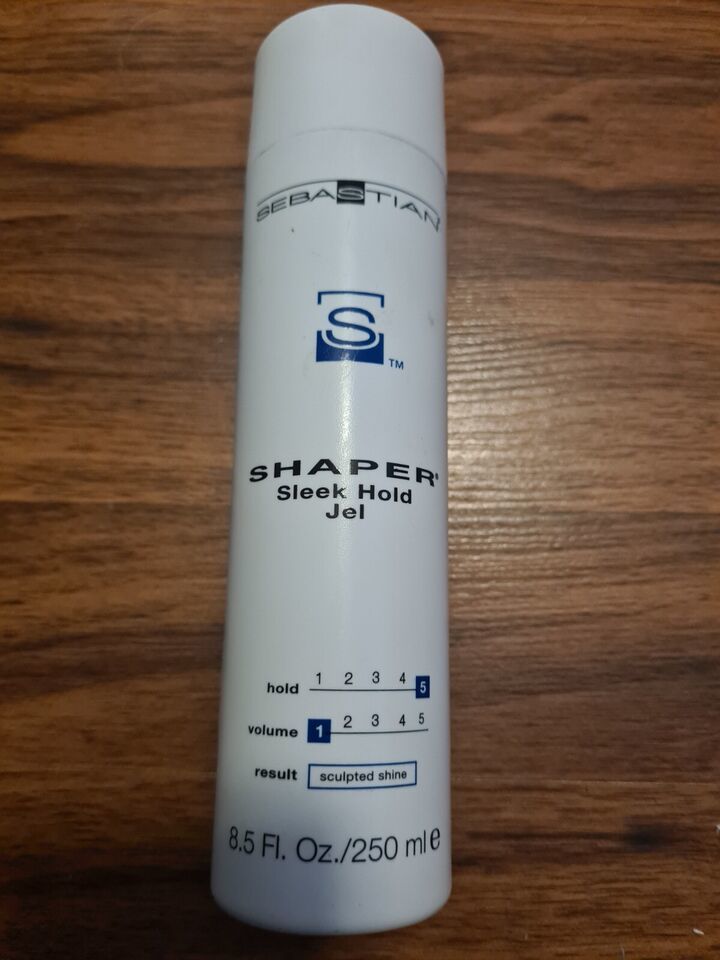 SEBASTIAN
S
TM
SHAPER®
Sleek Hold
Jel
hold 1 2 3 4 5
volume 1 2 3 4 5
result sculpted shine
8.5 Fl. Oz./250 ml e